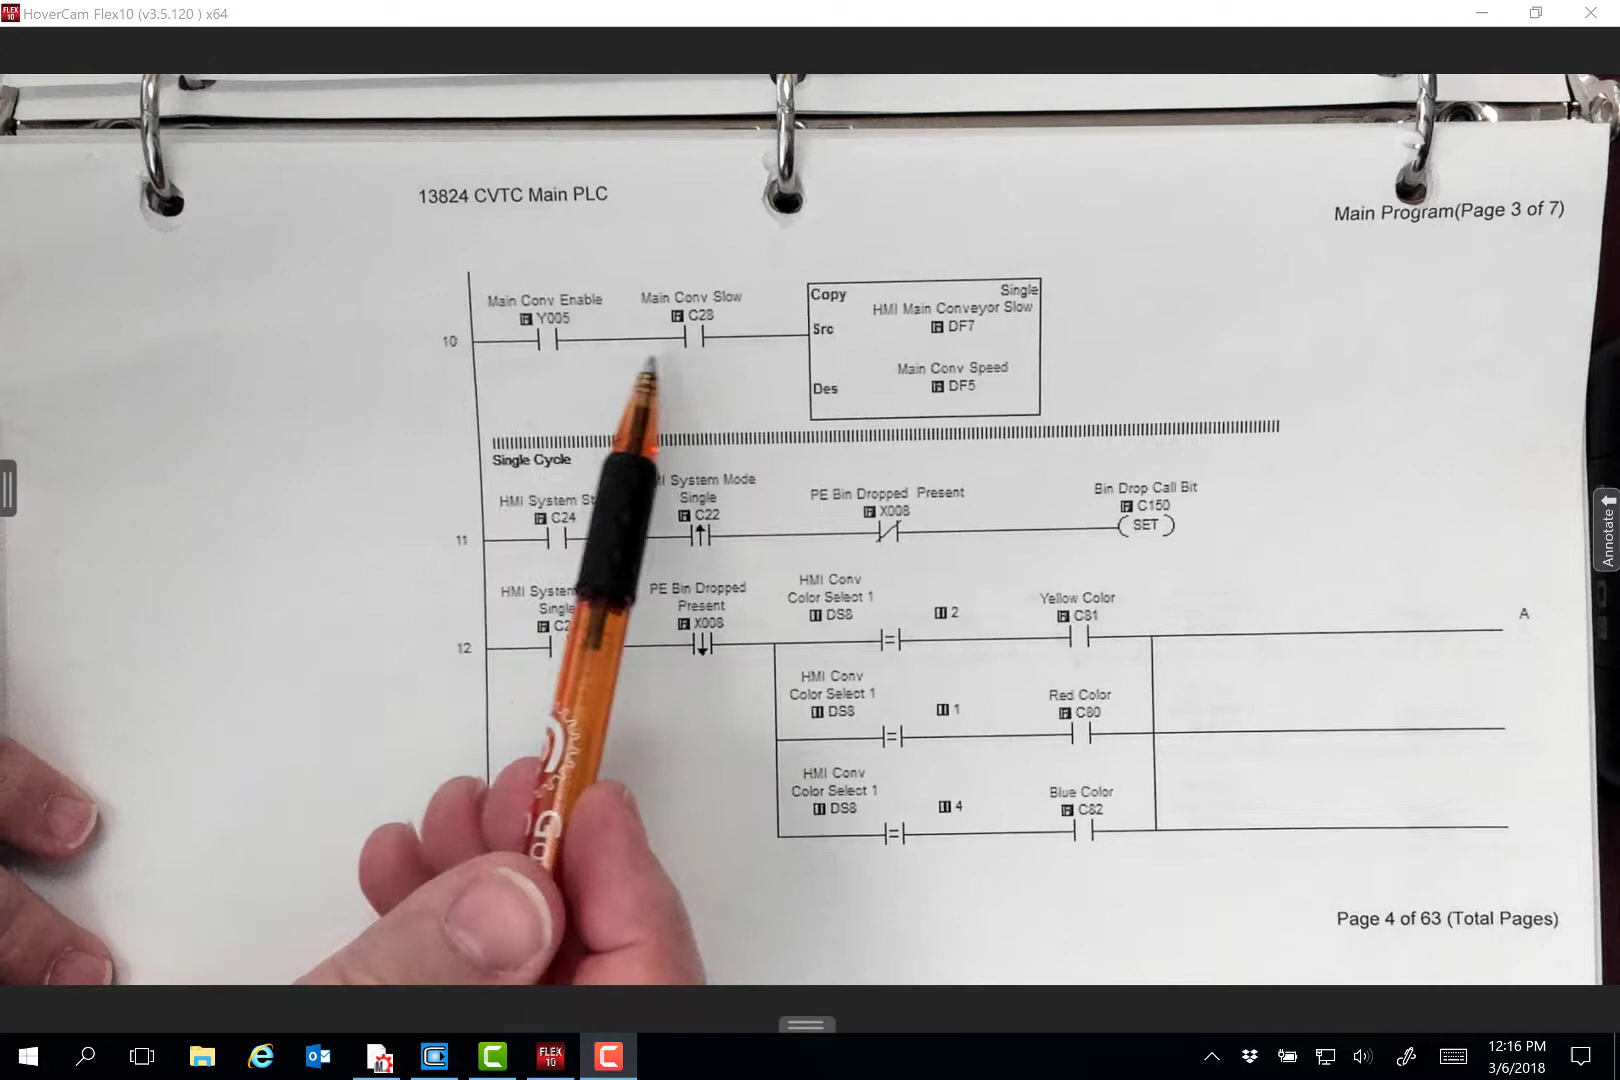 HoverCam Flex10 (v3.5.120 ) x64
13824 CVTC Main PLC
Main Program(Page 3 of 7)
Main Conv Enable
Y005
Main Conv Slow
C28
Copy
Single
HMI Main Conveyor Slow
Src
DF7
Main Conv Speed
Des
DF5
10
Single Cycle
HMI System
C24
System Mode
Single
C22
PE Bin Dropped Present
X008
Bin Drop Call Bit
C150
SET
11
HMI System
Single
PE Bin Dropped
Present
X008
HMI Conv
Color Select 1
DS8
2
Yellow Color
C81
A
12
HMI Conv
Color Select 1
DS8
1
Red Color
C80
HMI Conv
Color Select 1
DS8
4
Blue Color
C82
Page 4 of 63 (Total Pages)
Annotate
FLEX
10
12:16 PM
3/6/2018